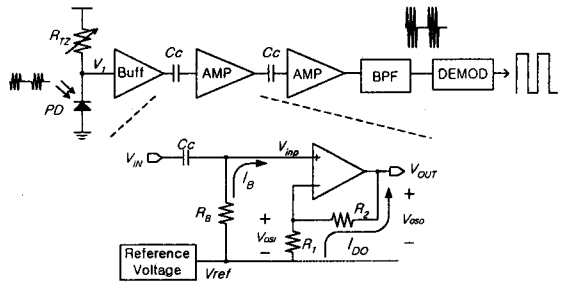 R_TZ
V_1
PD
Buff
Cc
AMP
Cc
AMP
BPF
DEMOD
V_IN
Cc
V_inp
+
−
V_OUT
I_B
R_B
+
V_osi
−
R_1
R_2
I_DO
+
V_oso
−
Reference
Voltage
Vref